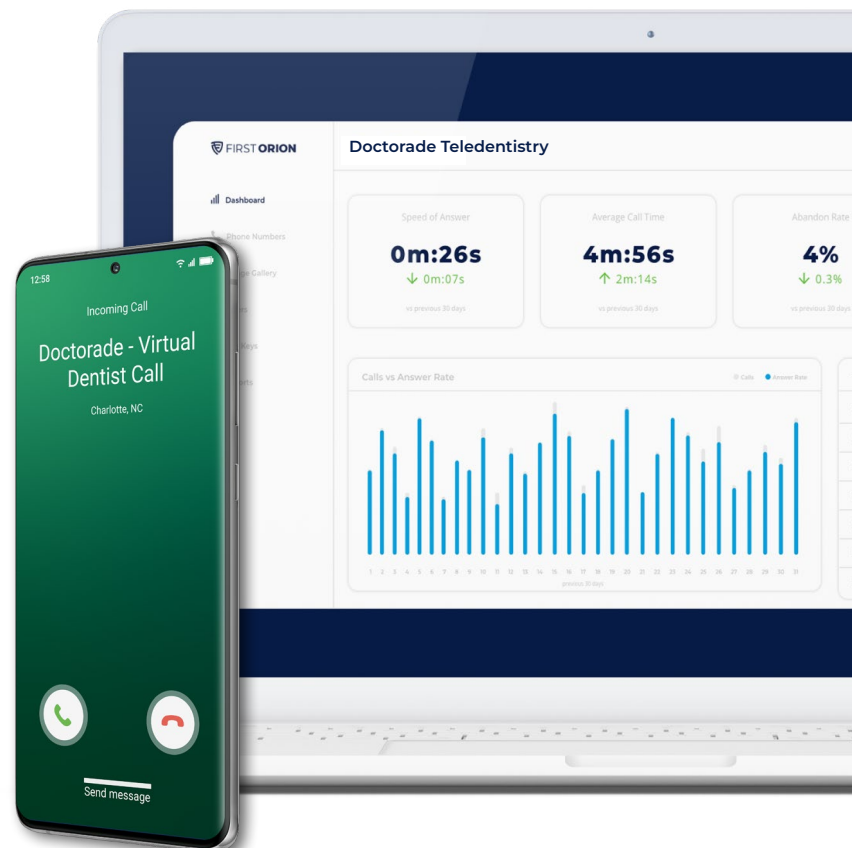 FIRST ORION
Doctorade Teledentistry
Dashboard
Phone Numbers
Gallery
Keys
Speed of Answer
0m:26s
↓ 0m:07s
vs previous 30 days
Average Call Time
4m:56s
↑ 2m:14s
vs previous 30 days
Abandon Rate
4%
↓ 0.3%
vs previous 30 days
Calls vs Answer Rate
Calls
Answer Rate
1 2 3 4 5 6 7 8 9 10 11 12 13 14 15 16 17 18 19 20 21 22 23 24 25 26 27 28 29 30 31
previous 30 days
12:58
Incoming Call
Doctorade - Virtual
Dentist Call
Charlotte, NC
Send message